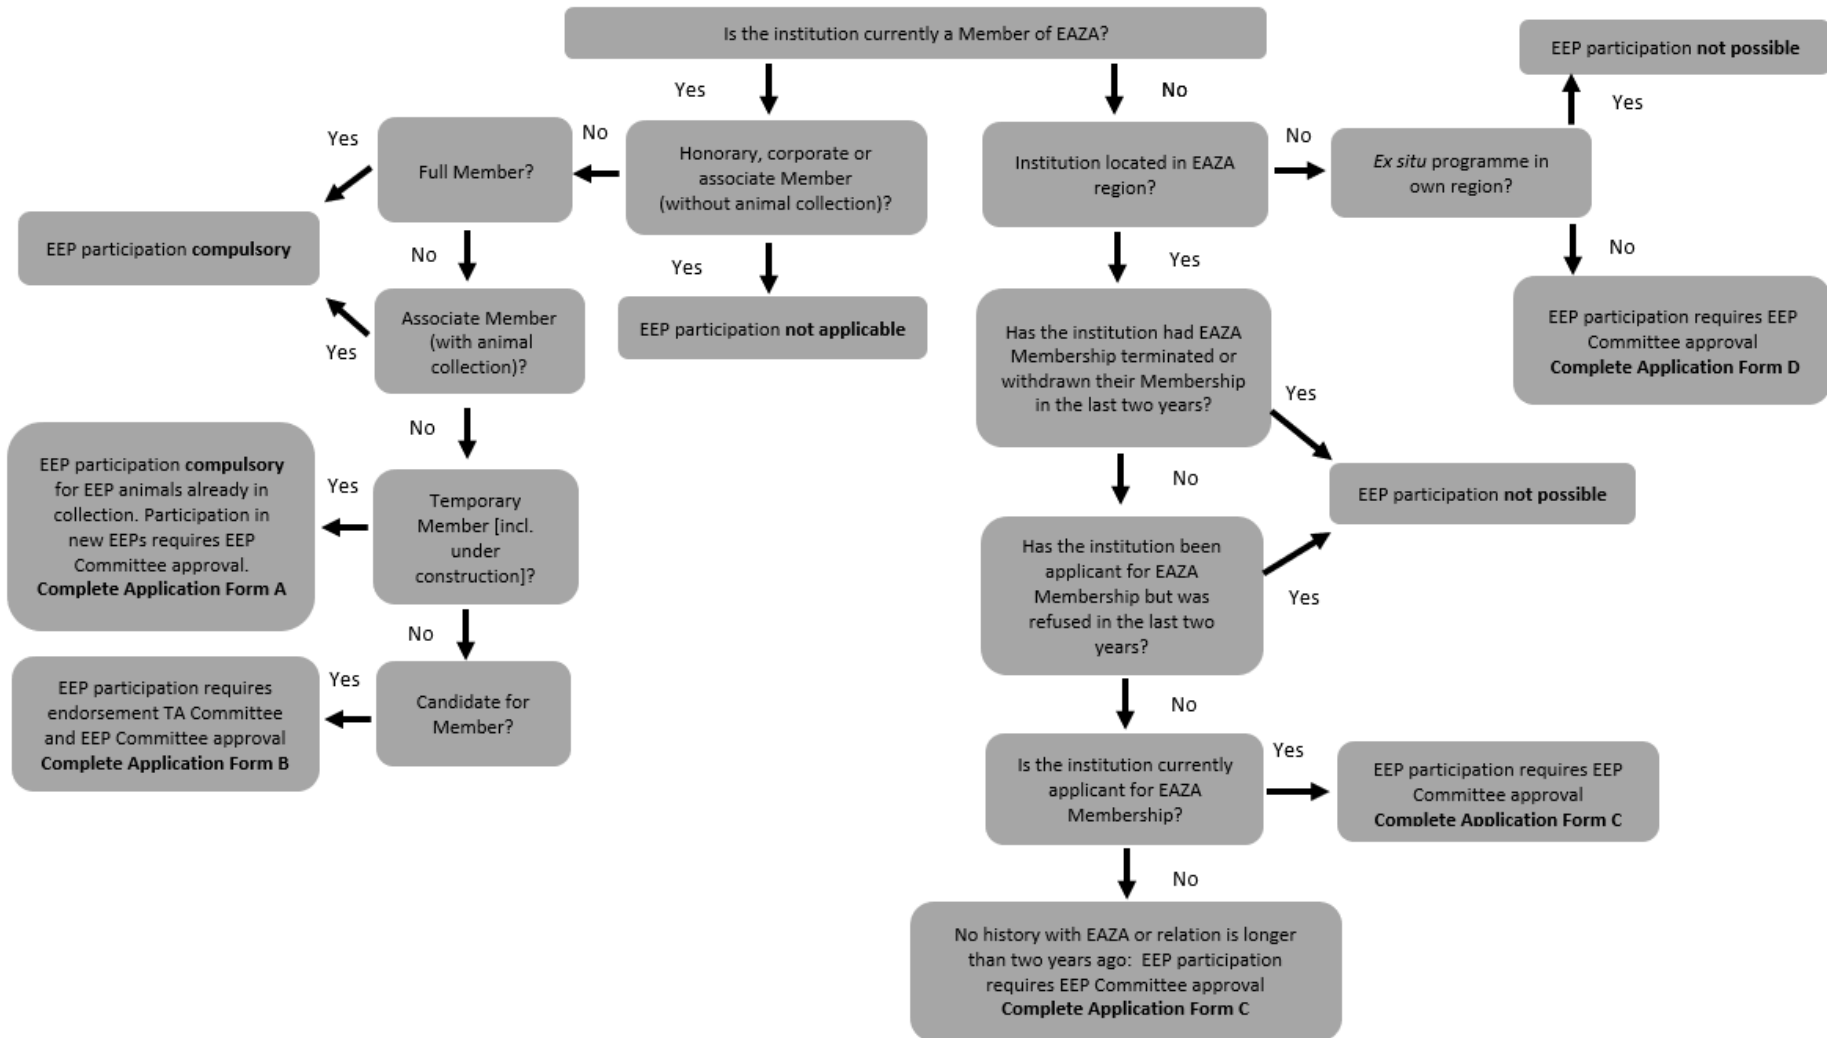 Is the institution currently a Member of EAZA?
EEP participation not possible
Yes
No
Yes
Yes
No
No
Full Member?
Honorary, corporate or
associate Member
(without animal collection)?
Institution located in EAZA
region?
Ex situ programme in
own region?
EEP participation compulsory
No
Yes
Yes
No
Yes
Associate Member
(with animal
collection)?
EEP participation not applicable
Has the institution had EAZA
Membership terminated or
withdrawn their Membership
in the last two years?
EEP participation requires EEP
Committee approval
Complete Application Form D
No
Yes
EEP participation compulsory
for EEP animals already in
collection. Participation in
new EEPs requires EEP
Committee approval.
Complete Application Form A
Yes
Temporary
Member [incl.
under
construction]?
No
EEP participation not possible
Has the institution been
applicant for EAZA
Membership but was
refused in the last two
years?
Yes
No
EEP participation requires
endorsement TA Committee
and EEP Committee approval
Complete Application Form B
Yes
Candidate for
Member?
No
Is the institution currently
applicant for EAZA
Membership?
Yes
EEP participation requires EEP
Committee approval
Complete Application Form C
No
No history with EAZA or relation is longer
than two years ago: EEP participation
requires EEP Committee approval
Complete Application Form C